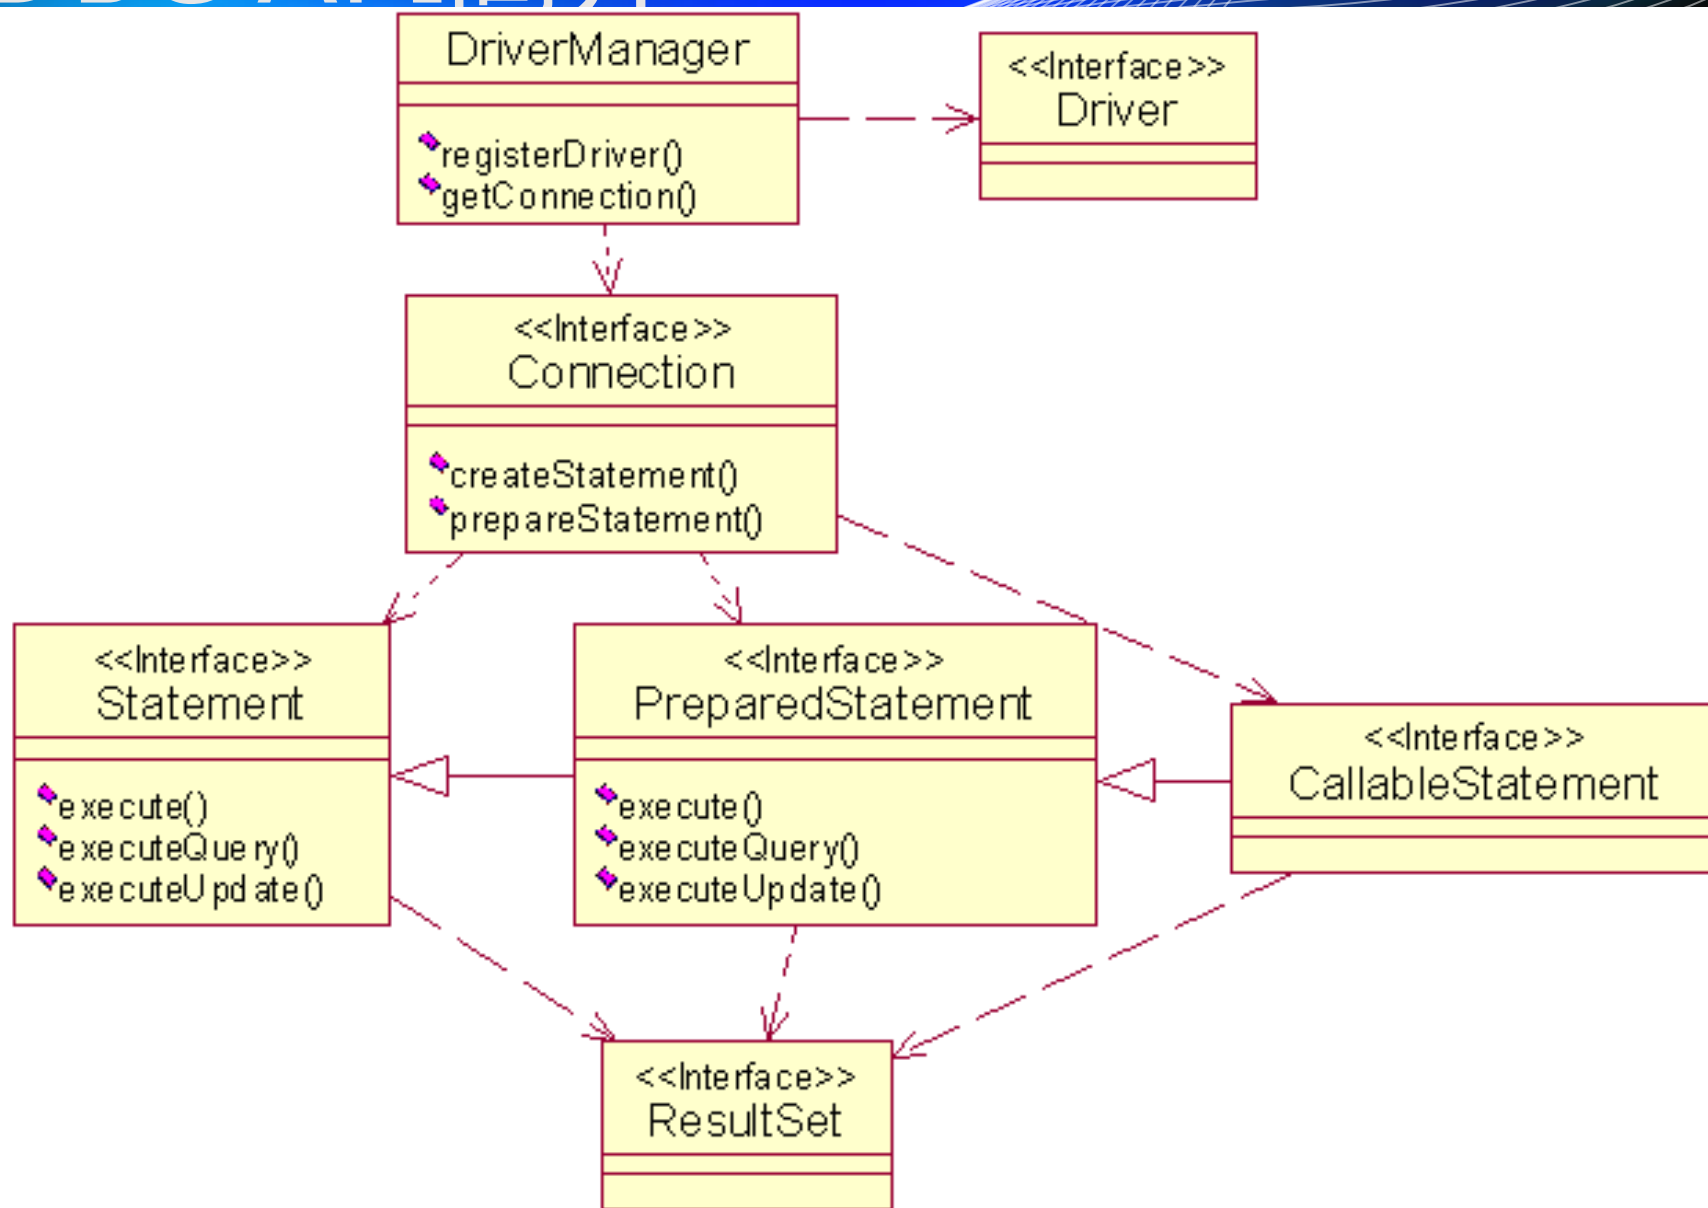 DriverManager
registerDriver()
getConnection()
<<Interface>>
Driver
<<Interface>>
Connection
createStatement()
prepareStatement()
<<Interface>>
Statement
execute()
executeQuery()
executeUpdate()
<<Interface>>
PreparedStatement
execute()
executeQuery()
executeUpdate()
<<Interface>>
CallableStatement
<<Interface>>
ResultSet